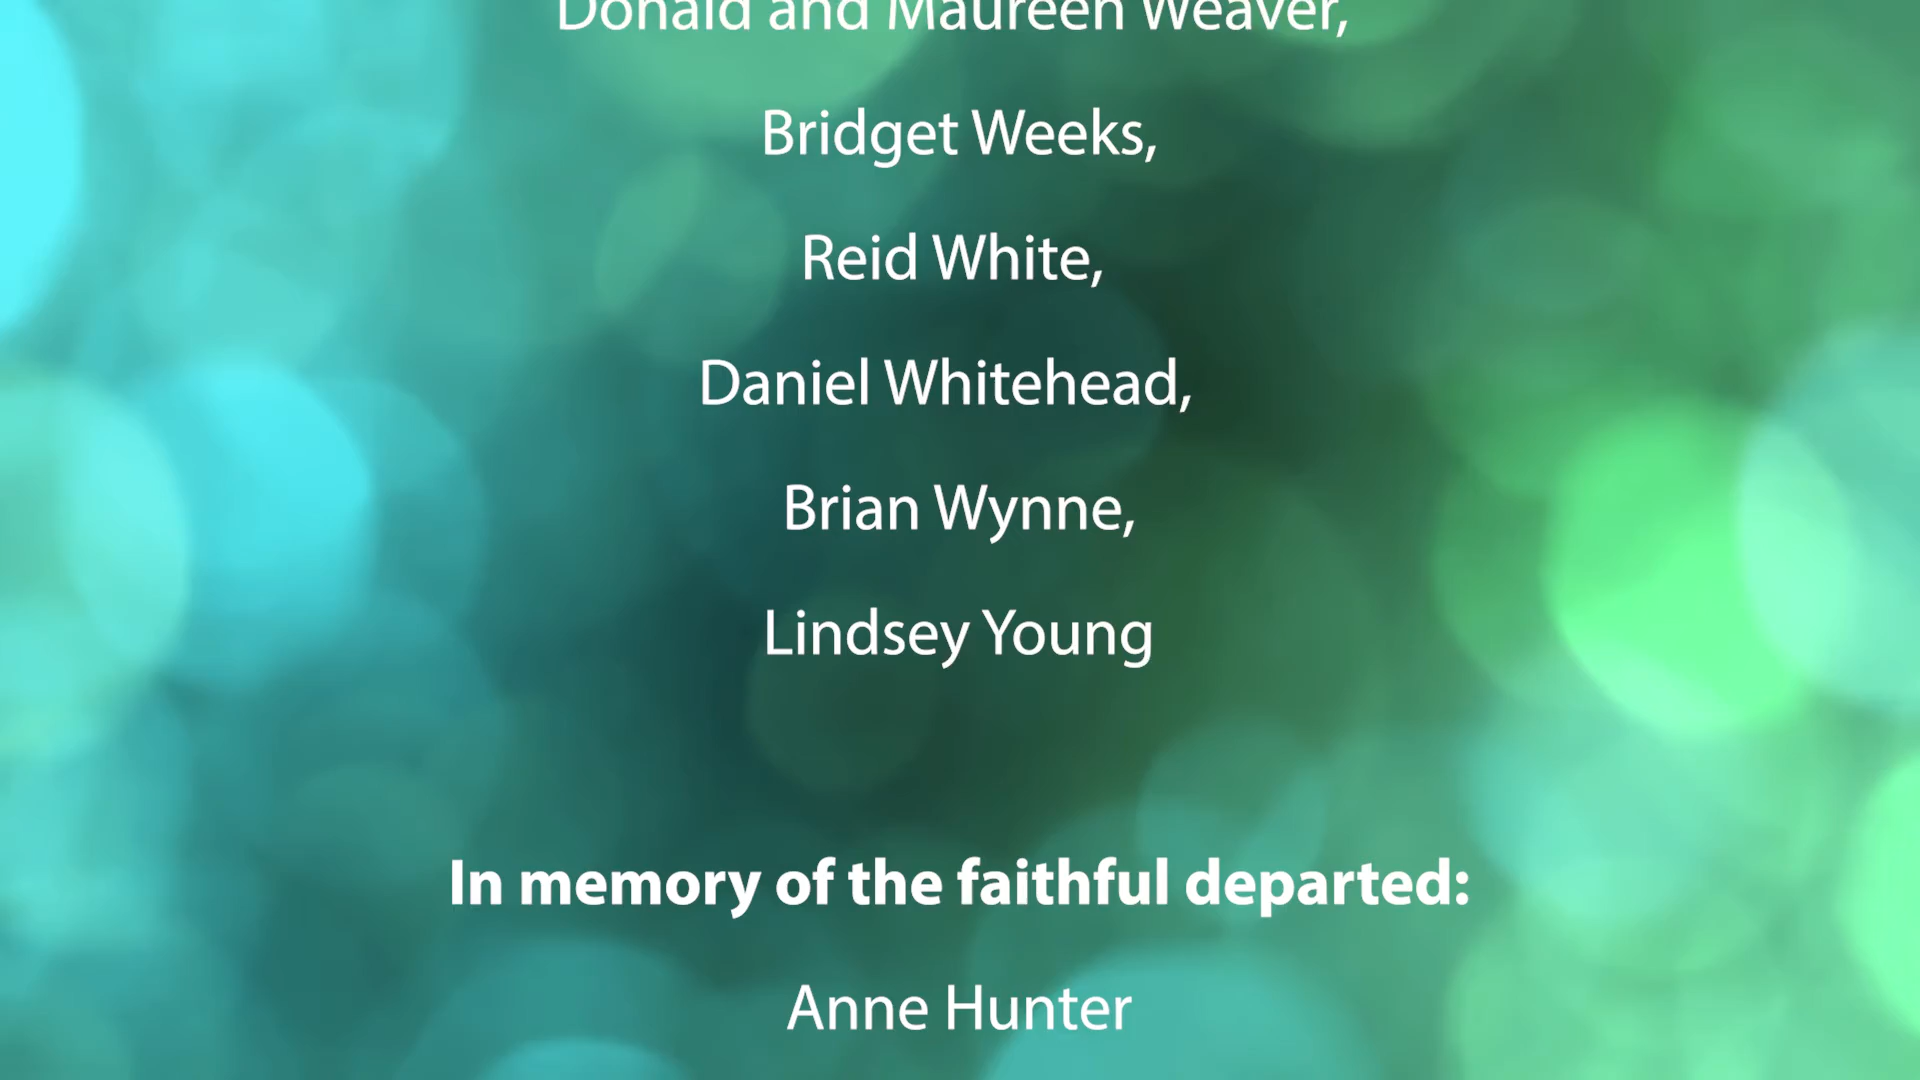 Donald and Maureen Weaver,
Bridget Weeks,
Reid White,
Daniel Whitehead,
Brian Wynne,
Lindsey Young
In memory of the faithful departed:
Anne Hunter